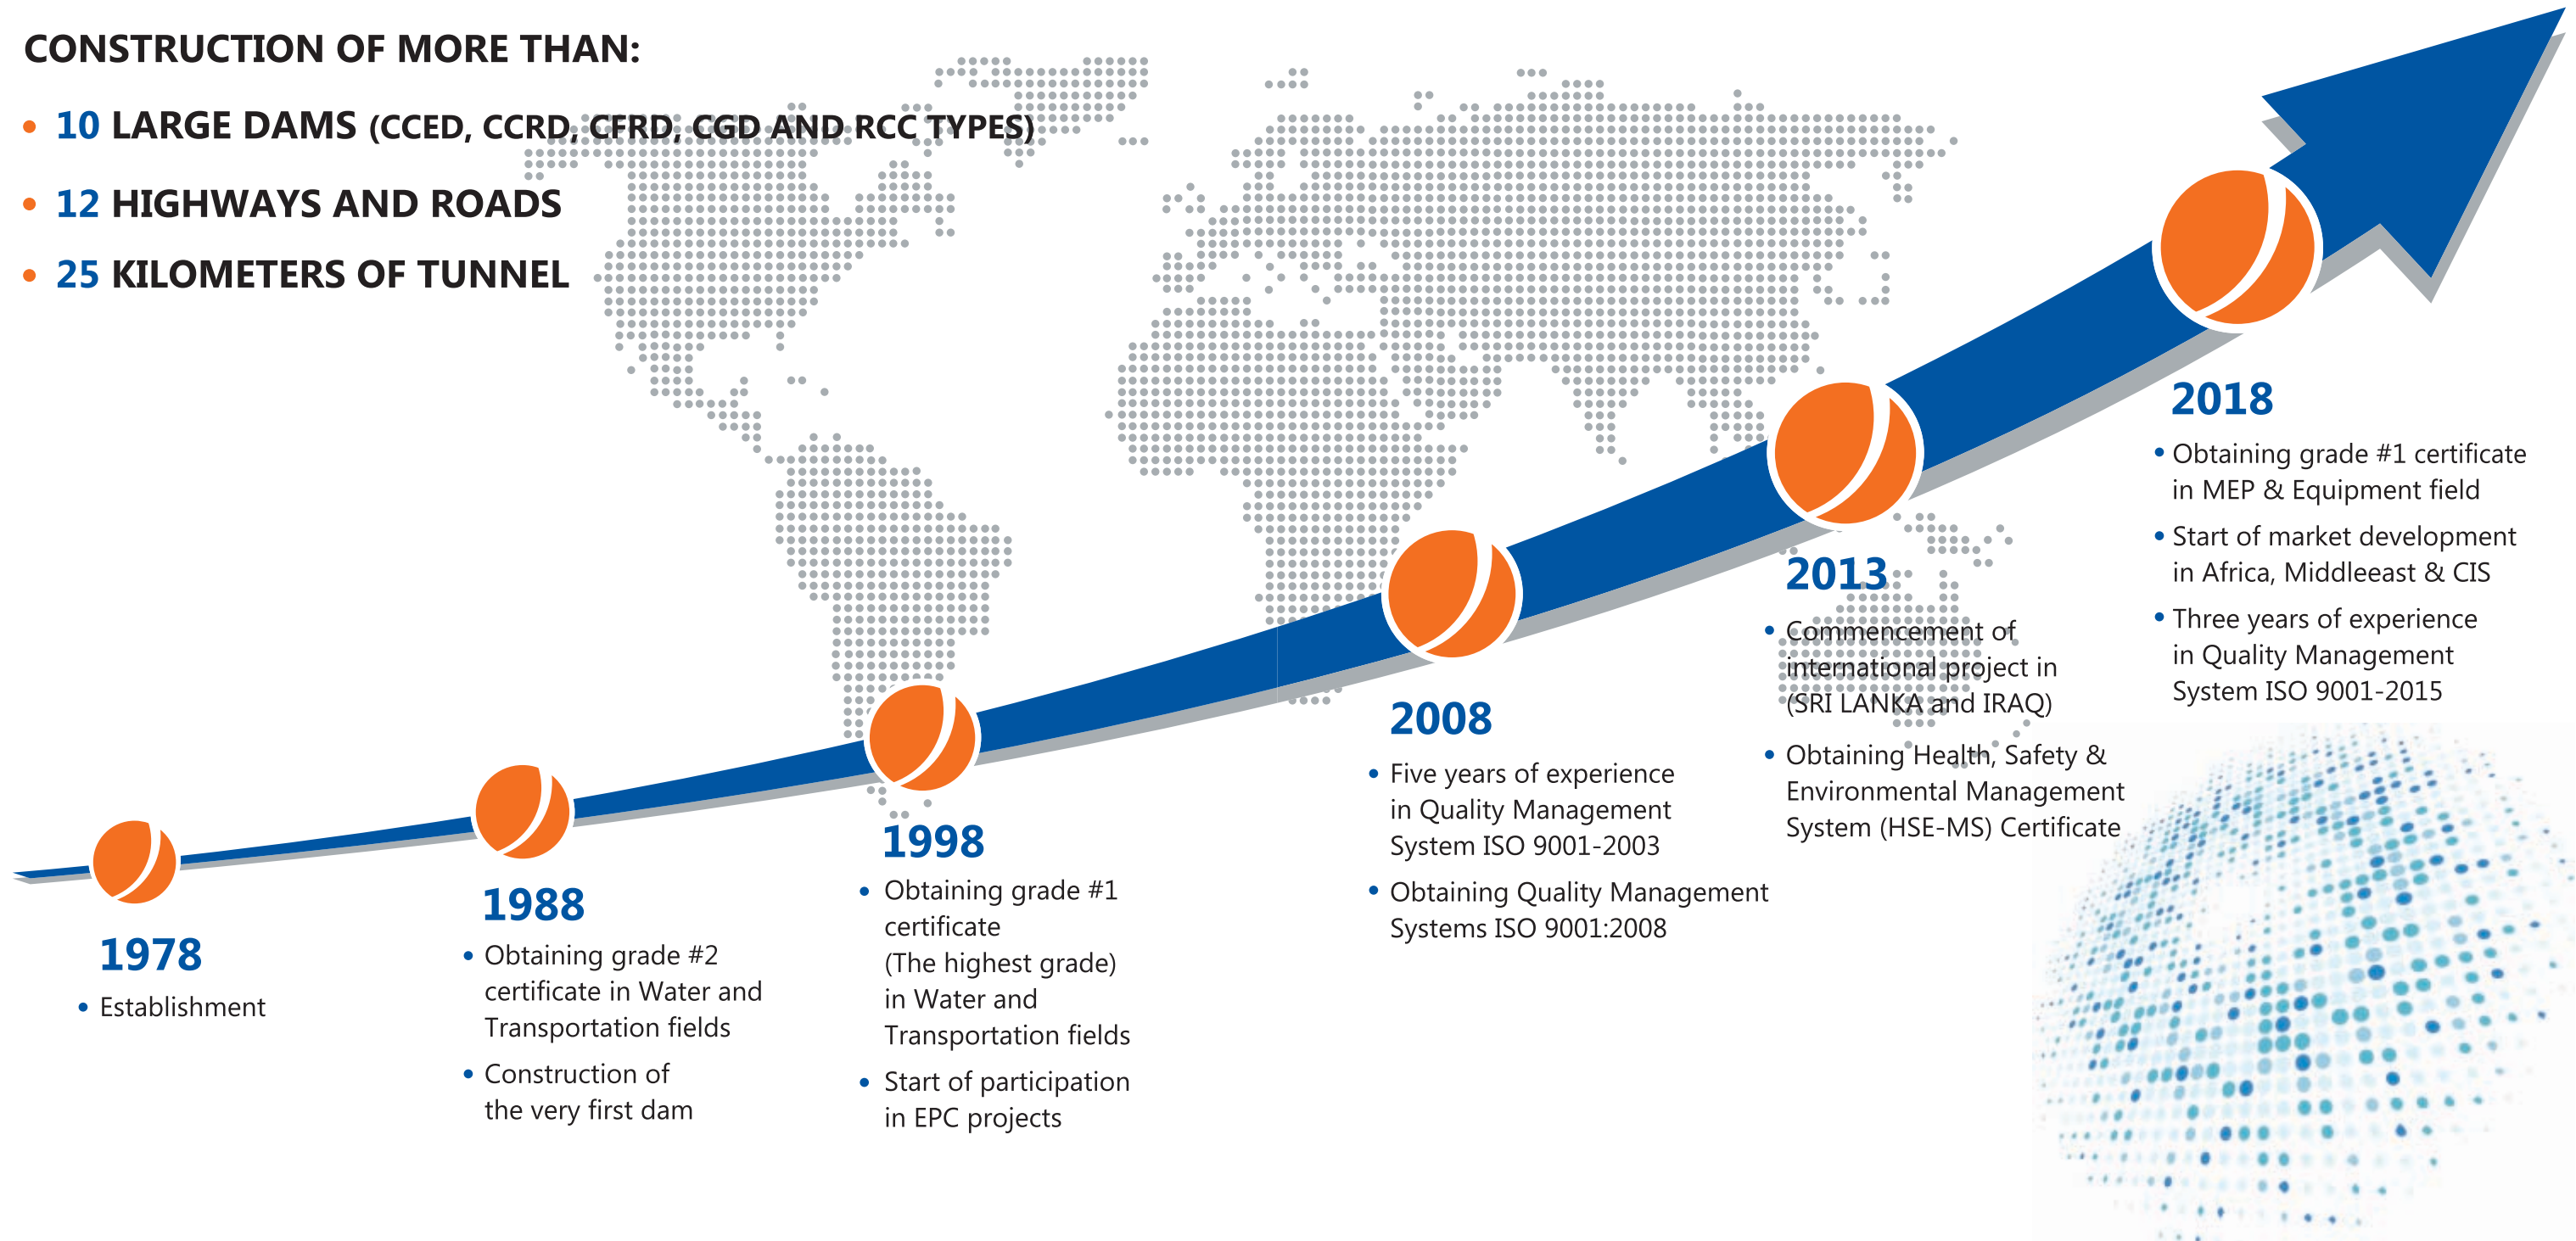 CONSTRUCTION OF MORE THAN:
• 10 LARGE DAMS (CCED, CCRD, CFRD, CGD AND RCC TYPES)
• 12 HIGHWAYS AND ROADS
• 25 KILOMETERS OF TUNNEL
1978
• Establishment
1988
• Obtaining grade #2
certificate in Water and
Transportation fields
• Construction of
the very first dam
1998
• Obtaining grade #1
certificate
(The highest grade)
in Water and
Transportation fields
• Start of participation
in EPC projects
2008
• Five years of experience
in Quality Management
System ISO 9001-2003
• Obtaining Quality Management
Systems ISO 9001:2008
2013
• Commencement of
international project in
(SRI LANKA and IRAQ)
• Obtaining Health, Safety &
Environmental Management
System (HSE-MS) Certificate
2018
• Obtaining grade #1 certificate
in MEP & Equipment field
• Start of market development
in Africa, Middleeast & CIS
• Three years of experience
in Quality Management
System ISO 9001-2015